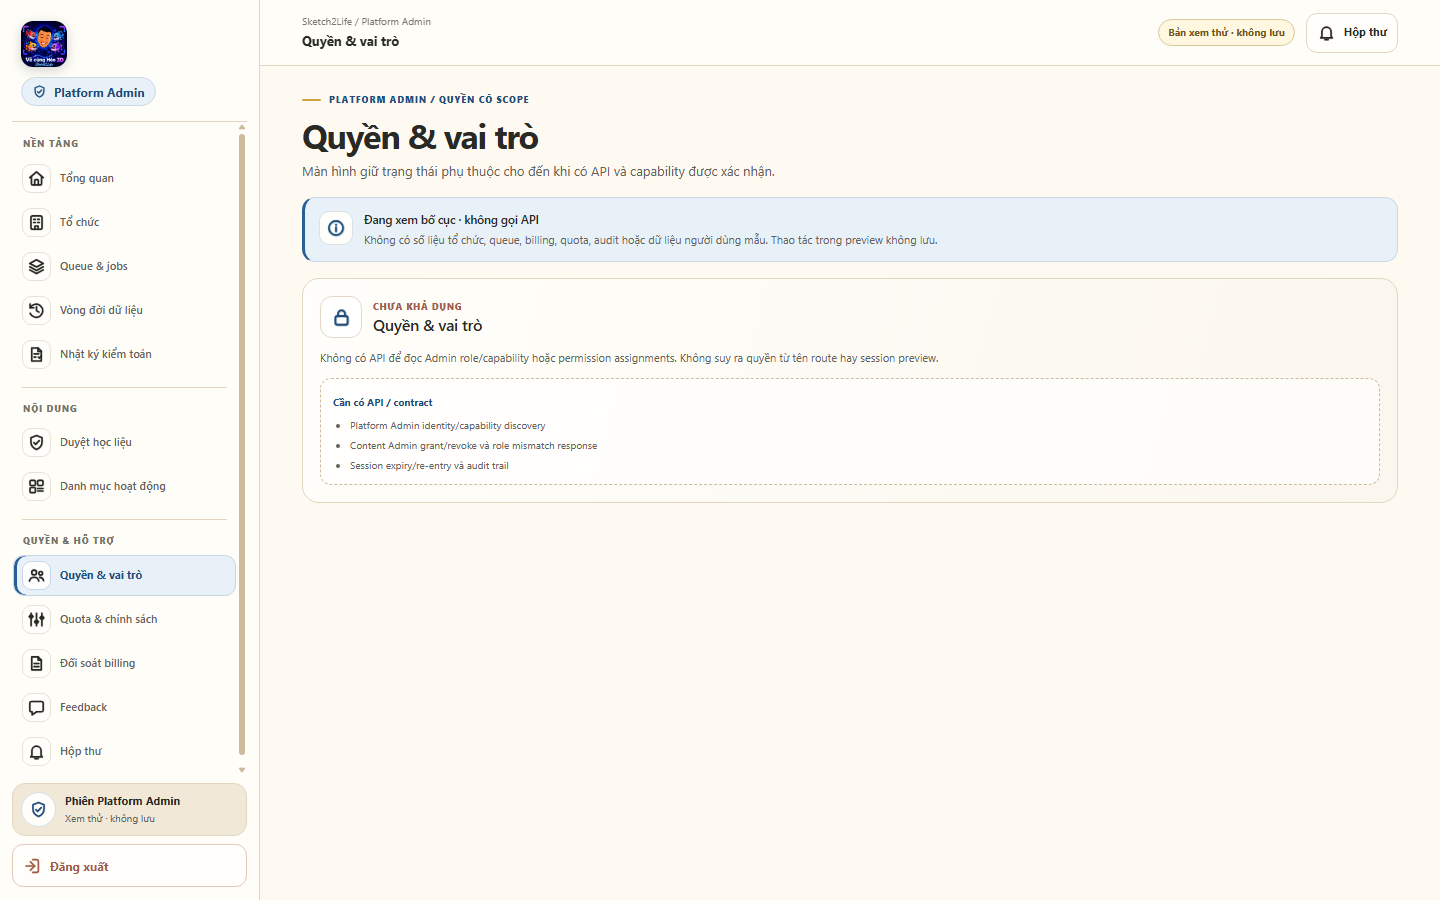 Vẽ cùng Héo 3D
Platform Admin
NỀN TẢNG
Tổng quan
Tổ chức
Queue & jobs
Vòng đời dữ liệu
Nhật ký kiểm toán
NỘI DUNG
Duyệt học liệu
Danh mục hoạt động
QUYỀN & HỖ TRỢ
Quyền & vai trò
Quota & chính sách
Đối soát billing
Feedback
Hộp thư
Phiên Platform Admin
Xem thử · không lưu
Đăng xuất
Sketch2Life / Platform Admin
Quyền & vai trò
Bản xem thử · không lưu
Hộp thư
PLATFORM ADMIN / QUYỀN CÓ SCOPE
Quyền & vai trò
Màn hình giữ trạng thái phụ thuộc cho đến khi có API và capability được xác nhận.
Đang xem bố cục · không gọi API
Không có số liệu tổ chức, queue, billing, quota, audit hoặc dữ liệu người dùng mẫu. Thao tác trong preview không lưu.
CHƯA KHẢ DỤNG
Quyền & vai trò
Không có API để đọc Admin role/capability hoặc permission assignments. Không suy ra quyền từ tên route hay session preview.
Cần có API / contract
Platform Admin identity/capability discovery
Content Admin grant/revoke và role mismatch response
Session expiry/re-entry và audit trail